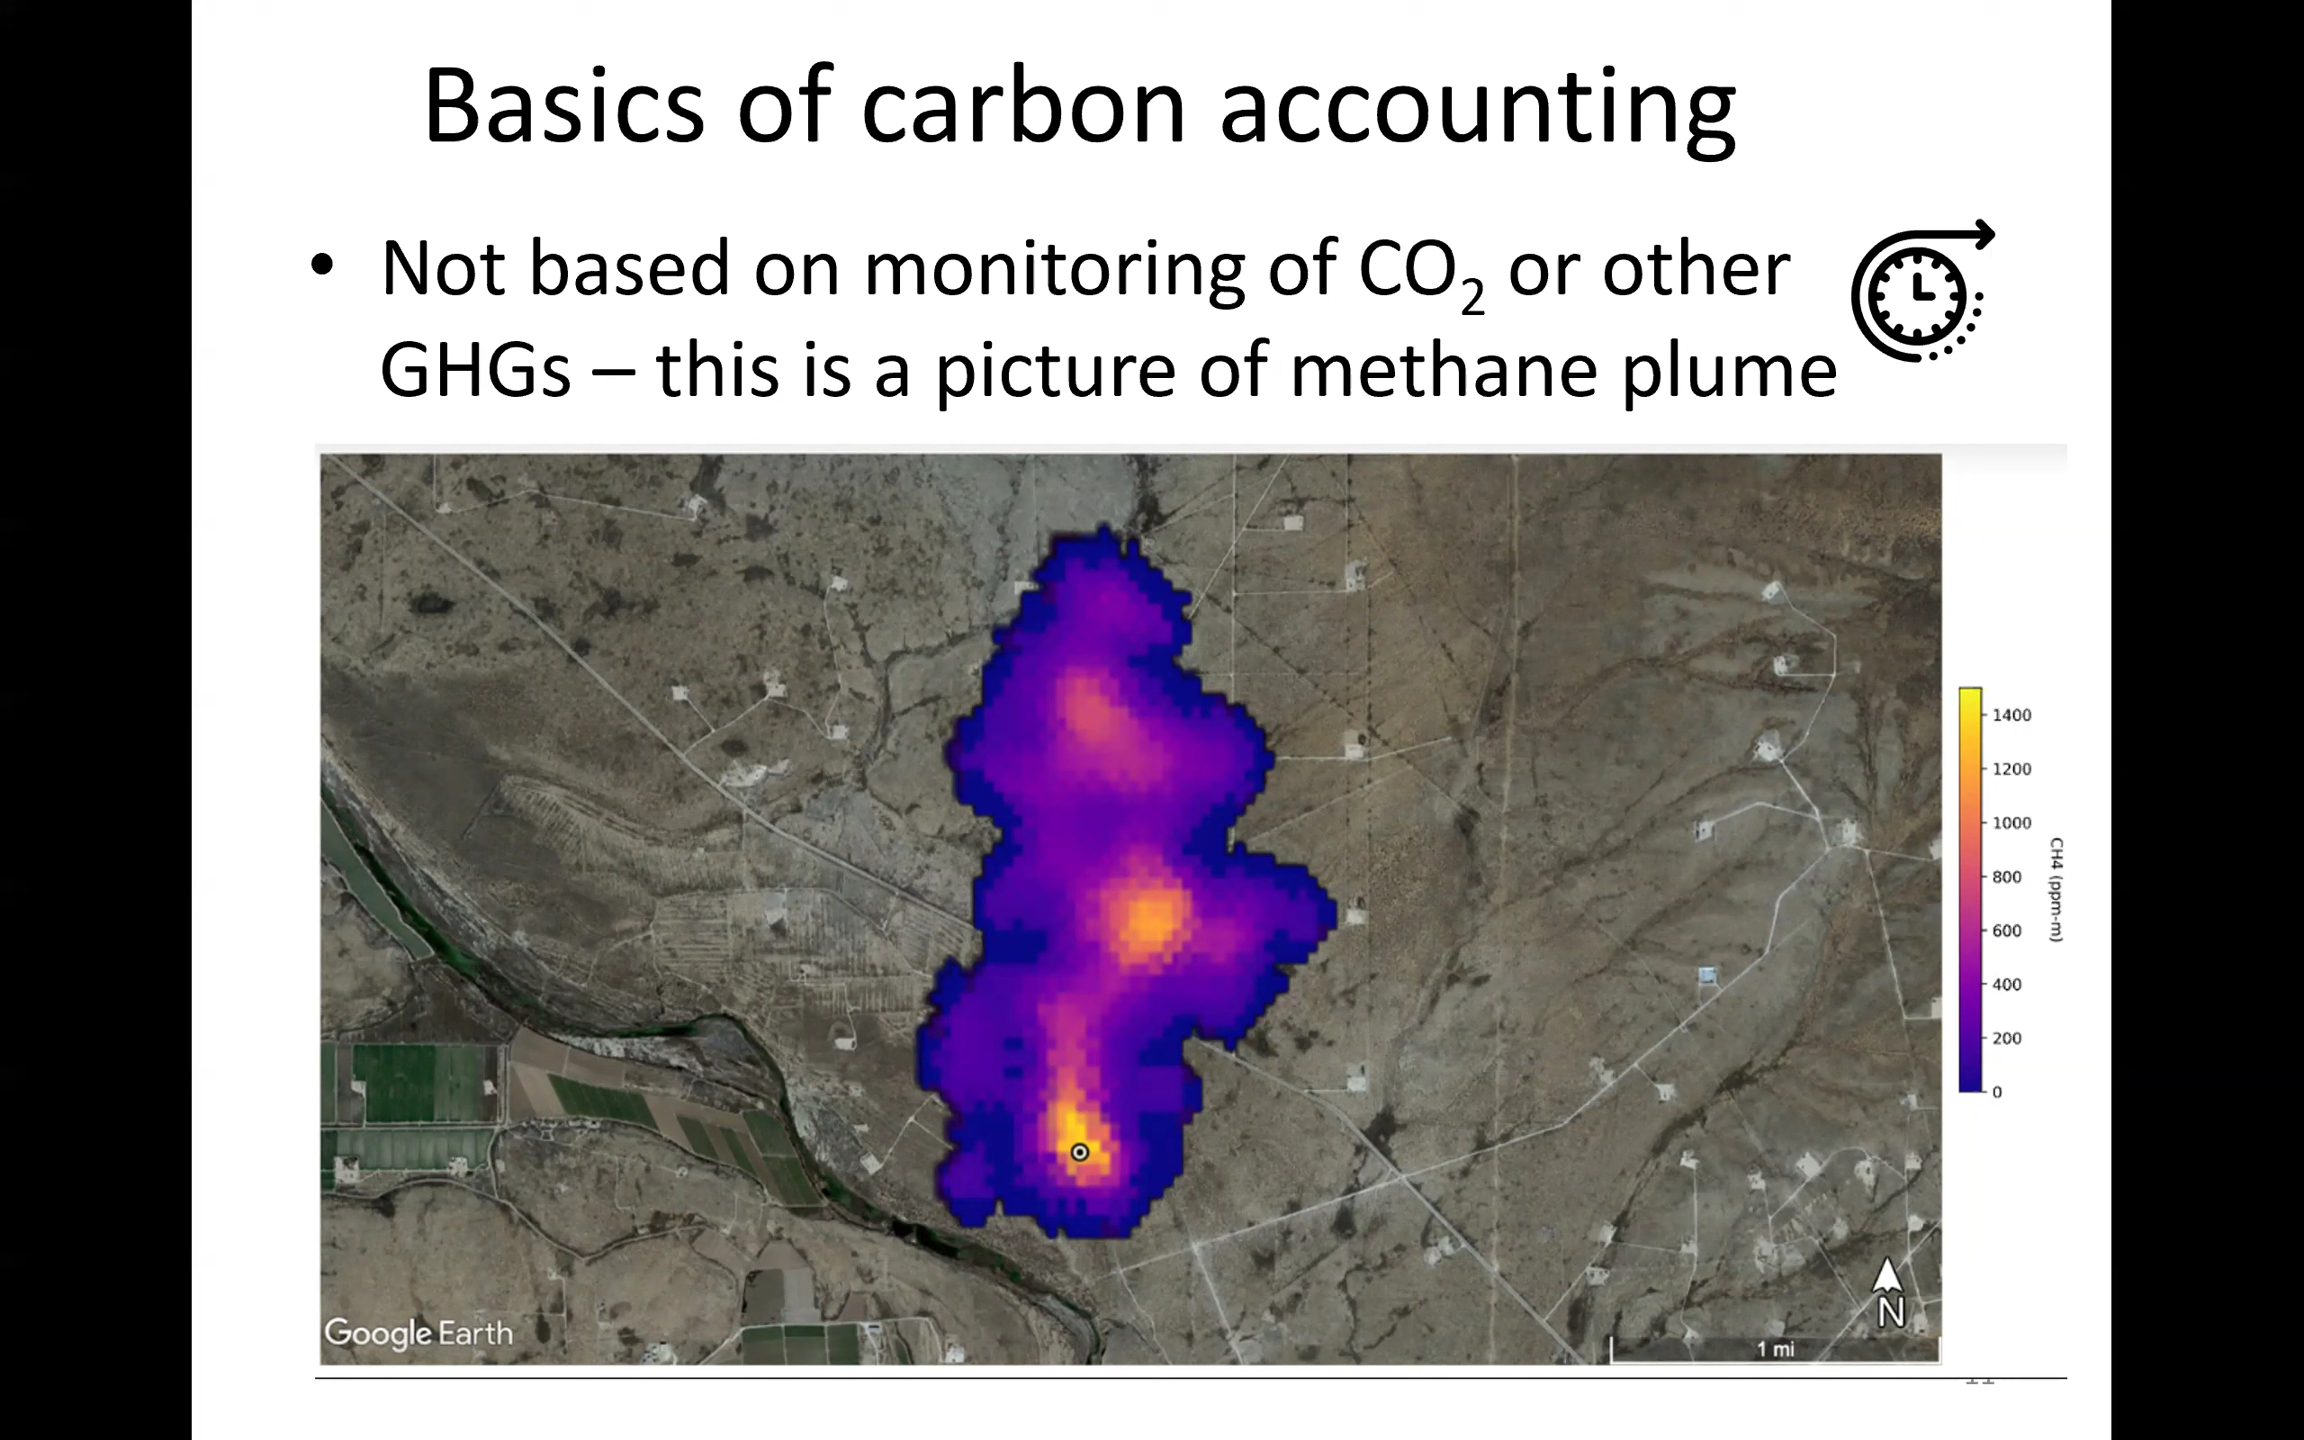 Basics of carbon accounting
• Not based on monitoring of CO₂ or other
GHGs – this is a picture of methane plume
1400
1200
1000
800
600
400
200
0
CH4 (ppm-m)
N
Google Earth
1 mi